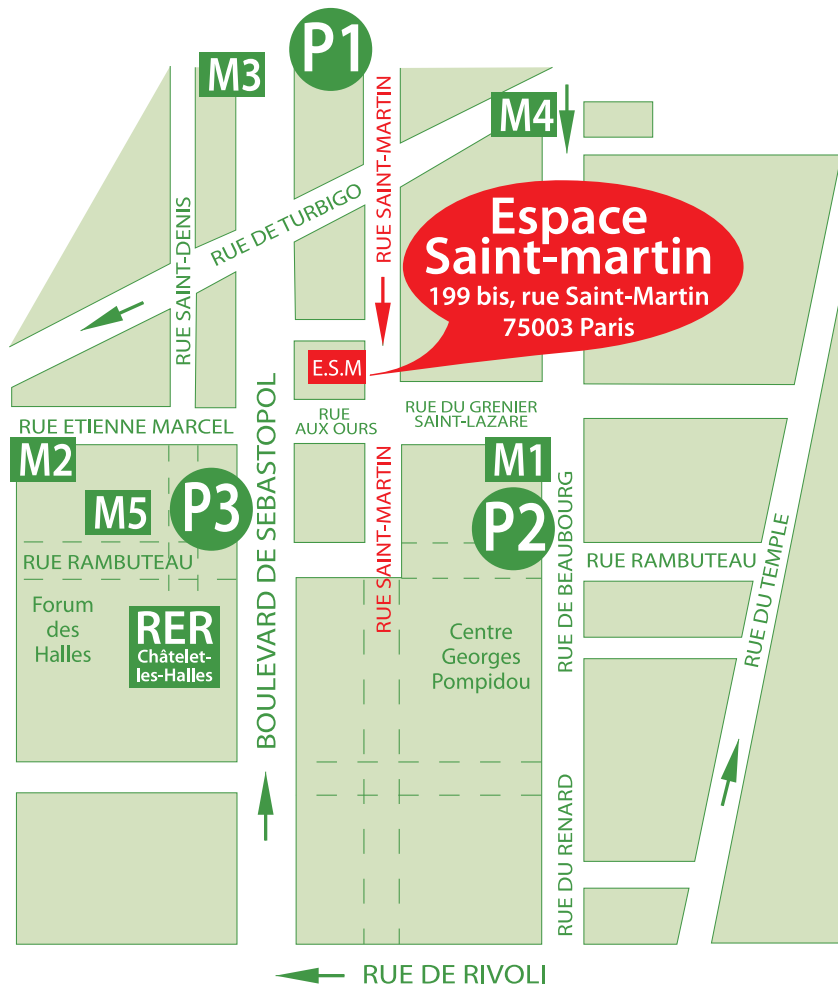 P1
M3
M4
RUE SAINT-MARTIN
RUE SAINT-DENIS
RUE DE TURBIGO
Espace
Saint-martin
199 bis, rue Saint-Martin
75003 Paris
E.S.M
RUE ETIENNE MARCEL
RUE
AUX OURS
RUE DU GRENIER
SAINT-LAZARE
M2
M5
P3
BOULEVARD DE SEBASTOPOL
RUE SAINT-MARTIN
M1
P2
RUE DE BEAUBOURG
RUE RAMBUTEAU
RUE RAMBUTEAU
RUE DU TEMPLE
Forum
des
Halles
RER
Châtelet-
les-Halles
Centre
Georges
Pompidou
RUE DU RENARD
RUE DE RIVOLI